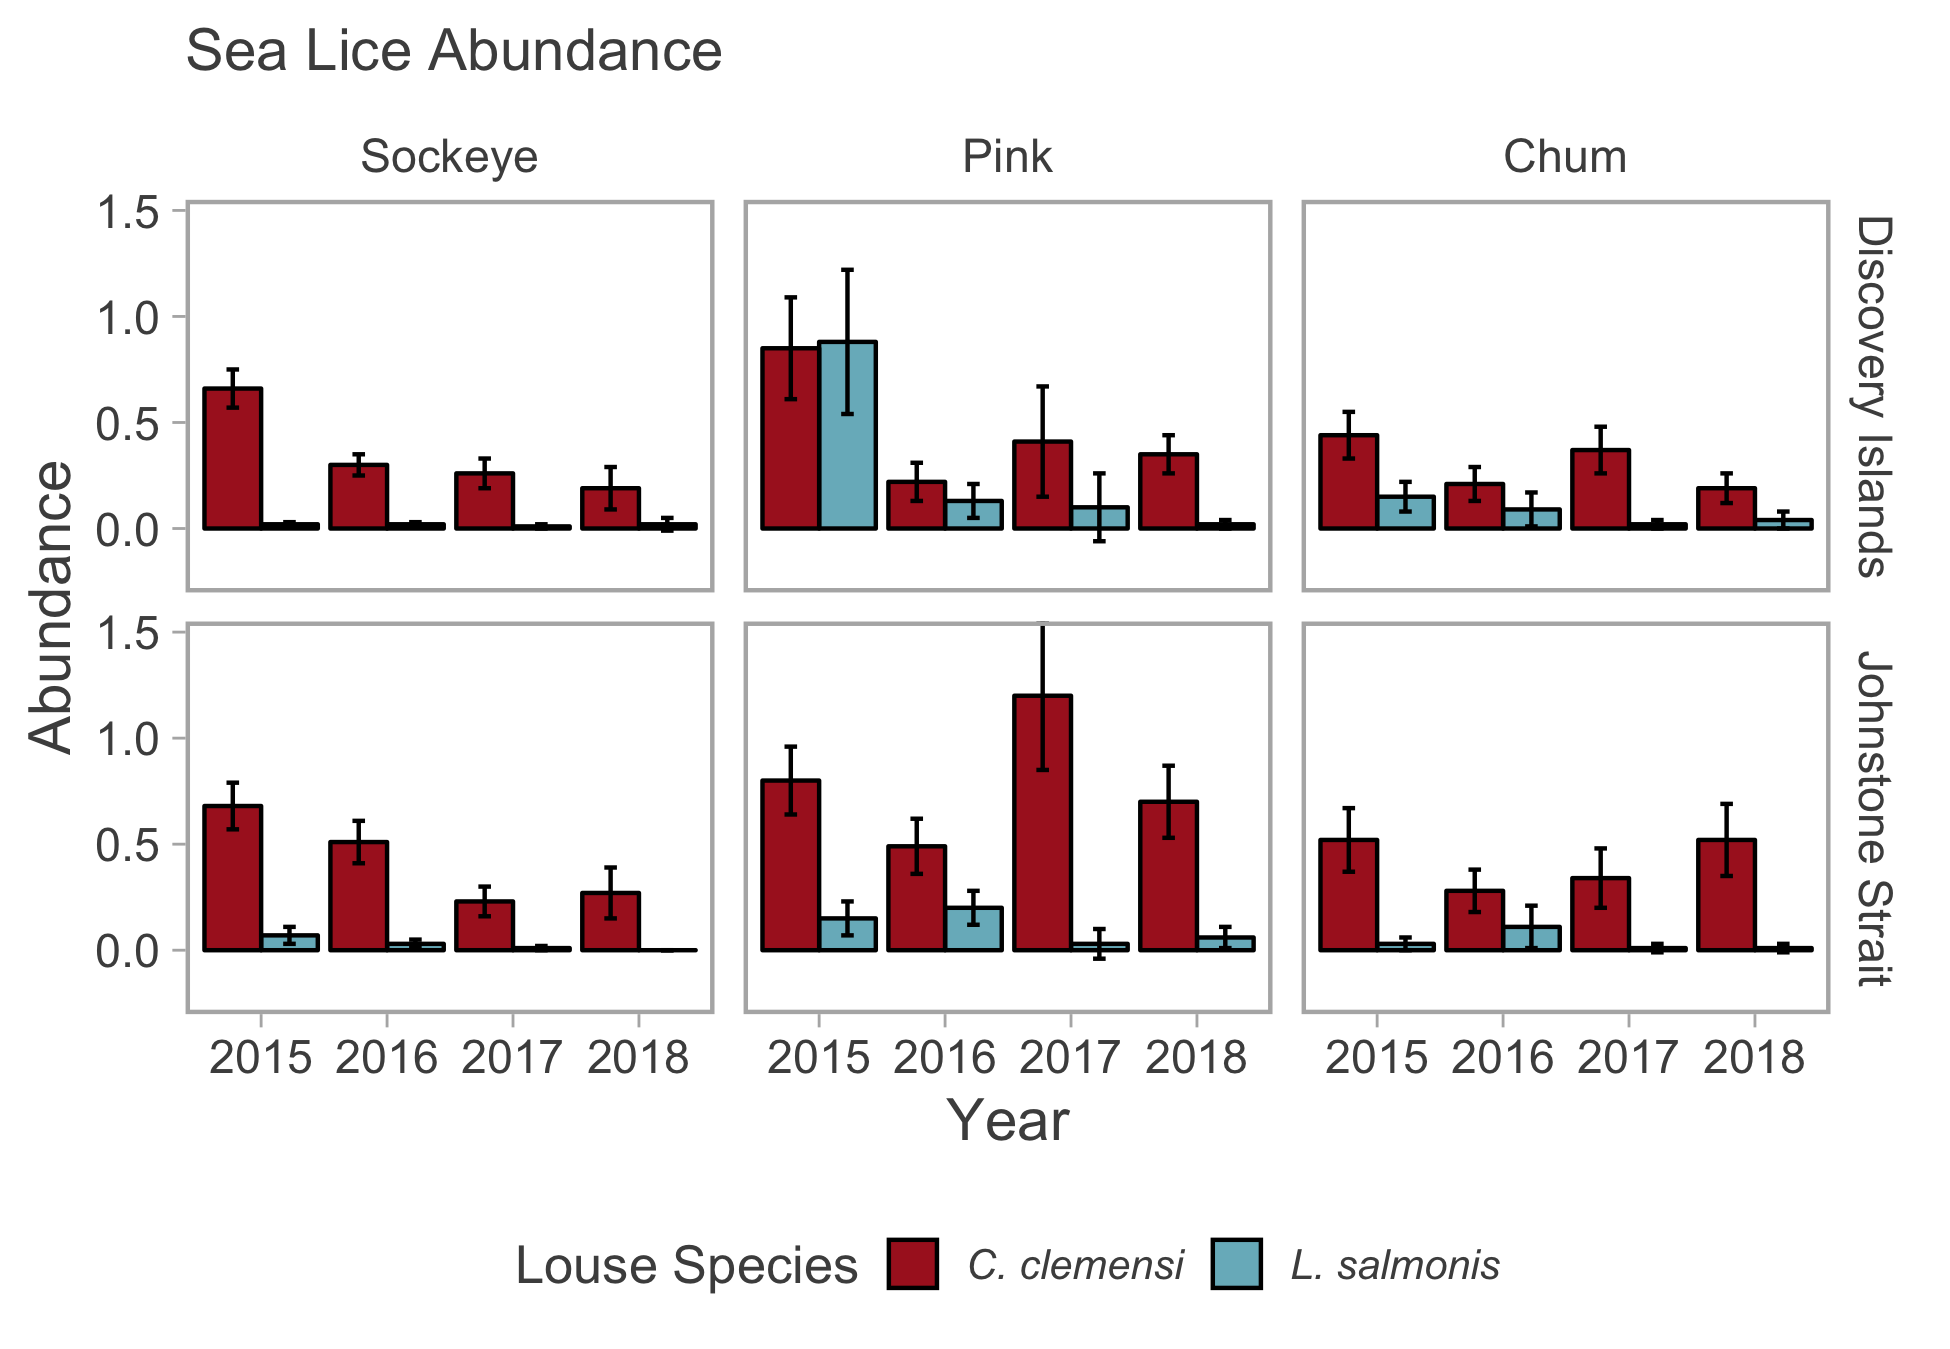 Sea Lice Abundance
Sockeye Pink Chum
1.5
1.0
0.5
0.0
Discovery Islands
Abundance
1.5
1.0
0.5
0.0
Johnstone Strait
2015 2016 2017 2018 2015 2016 2017 2018 2015 2016 2017 2018
Year
Louse Species C. clemensi L. salmonis